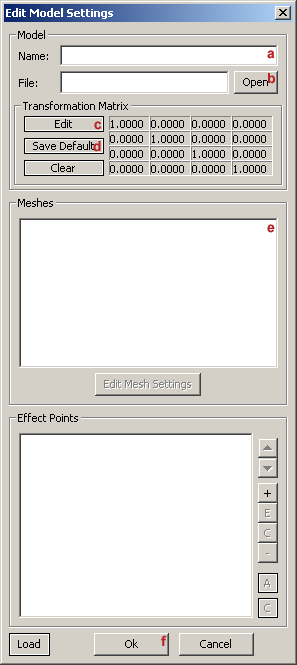 Edit Model Settings
Model
Name: a
File: Open b
Transformation Matrix
Edit c 1.0000 0.0000 0.0000 0.0000
Save Default d 0.0000 1.0000 0.0000 0.0000
0.0000 0.0000 1.0000 0.0000
Clear 0.0000 0.0000 0.0000 1.0000
Meshes
e
Edit Mesh Settings
Effect Points
+
E
C
-
A
C
Load Ok f Cancel